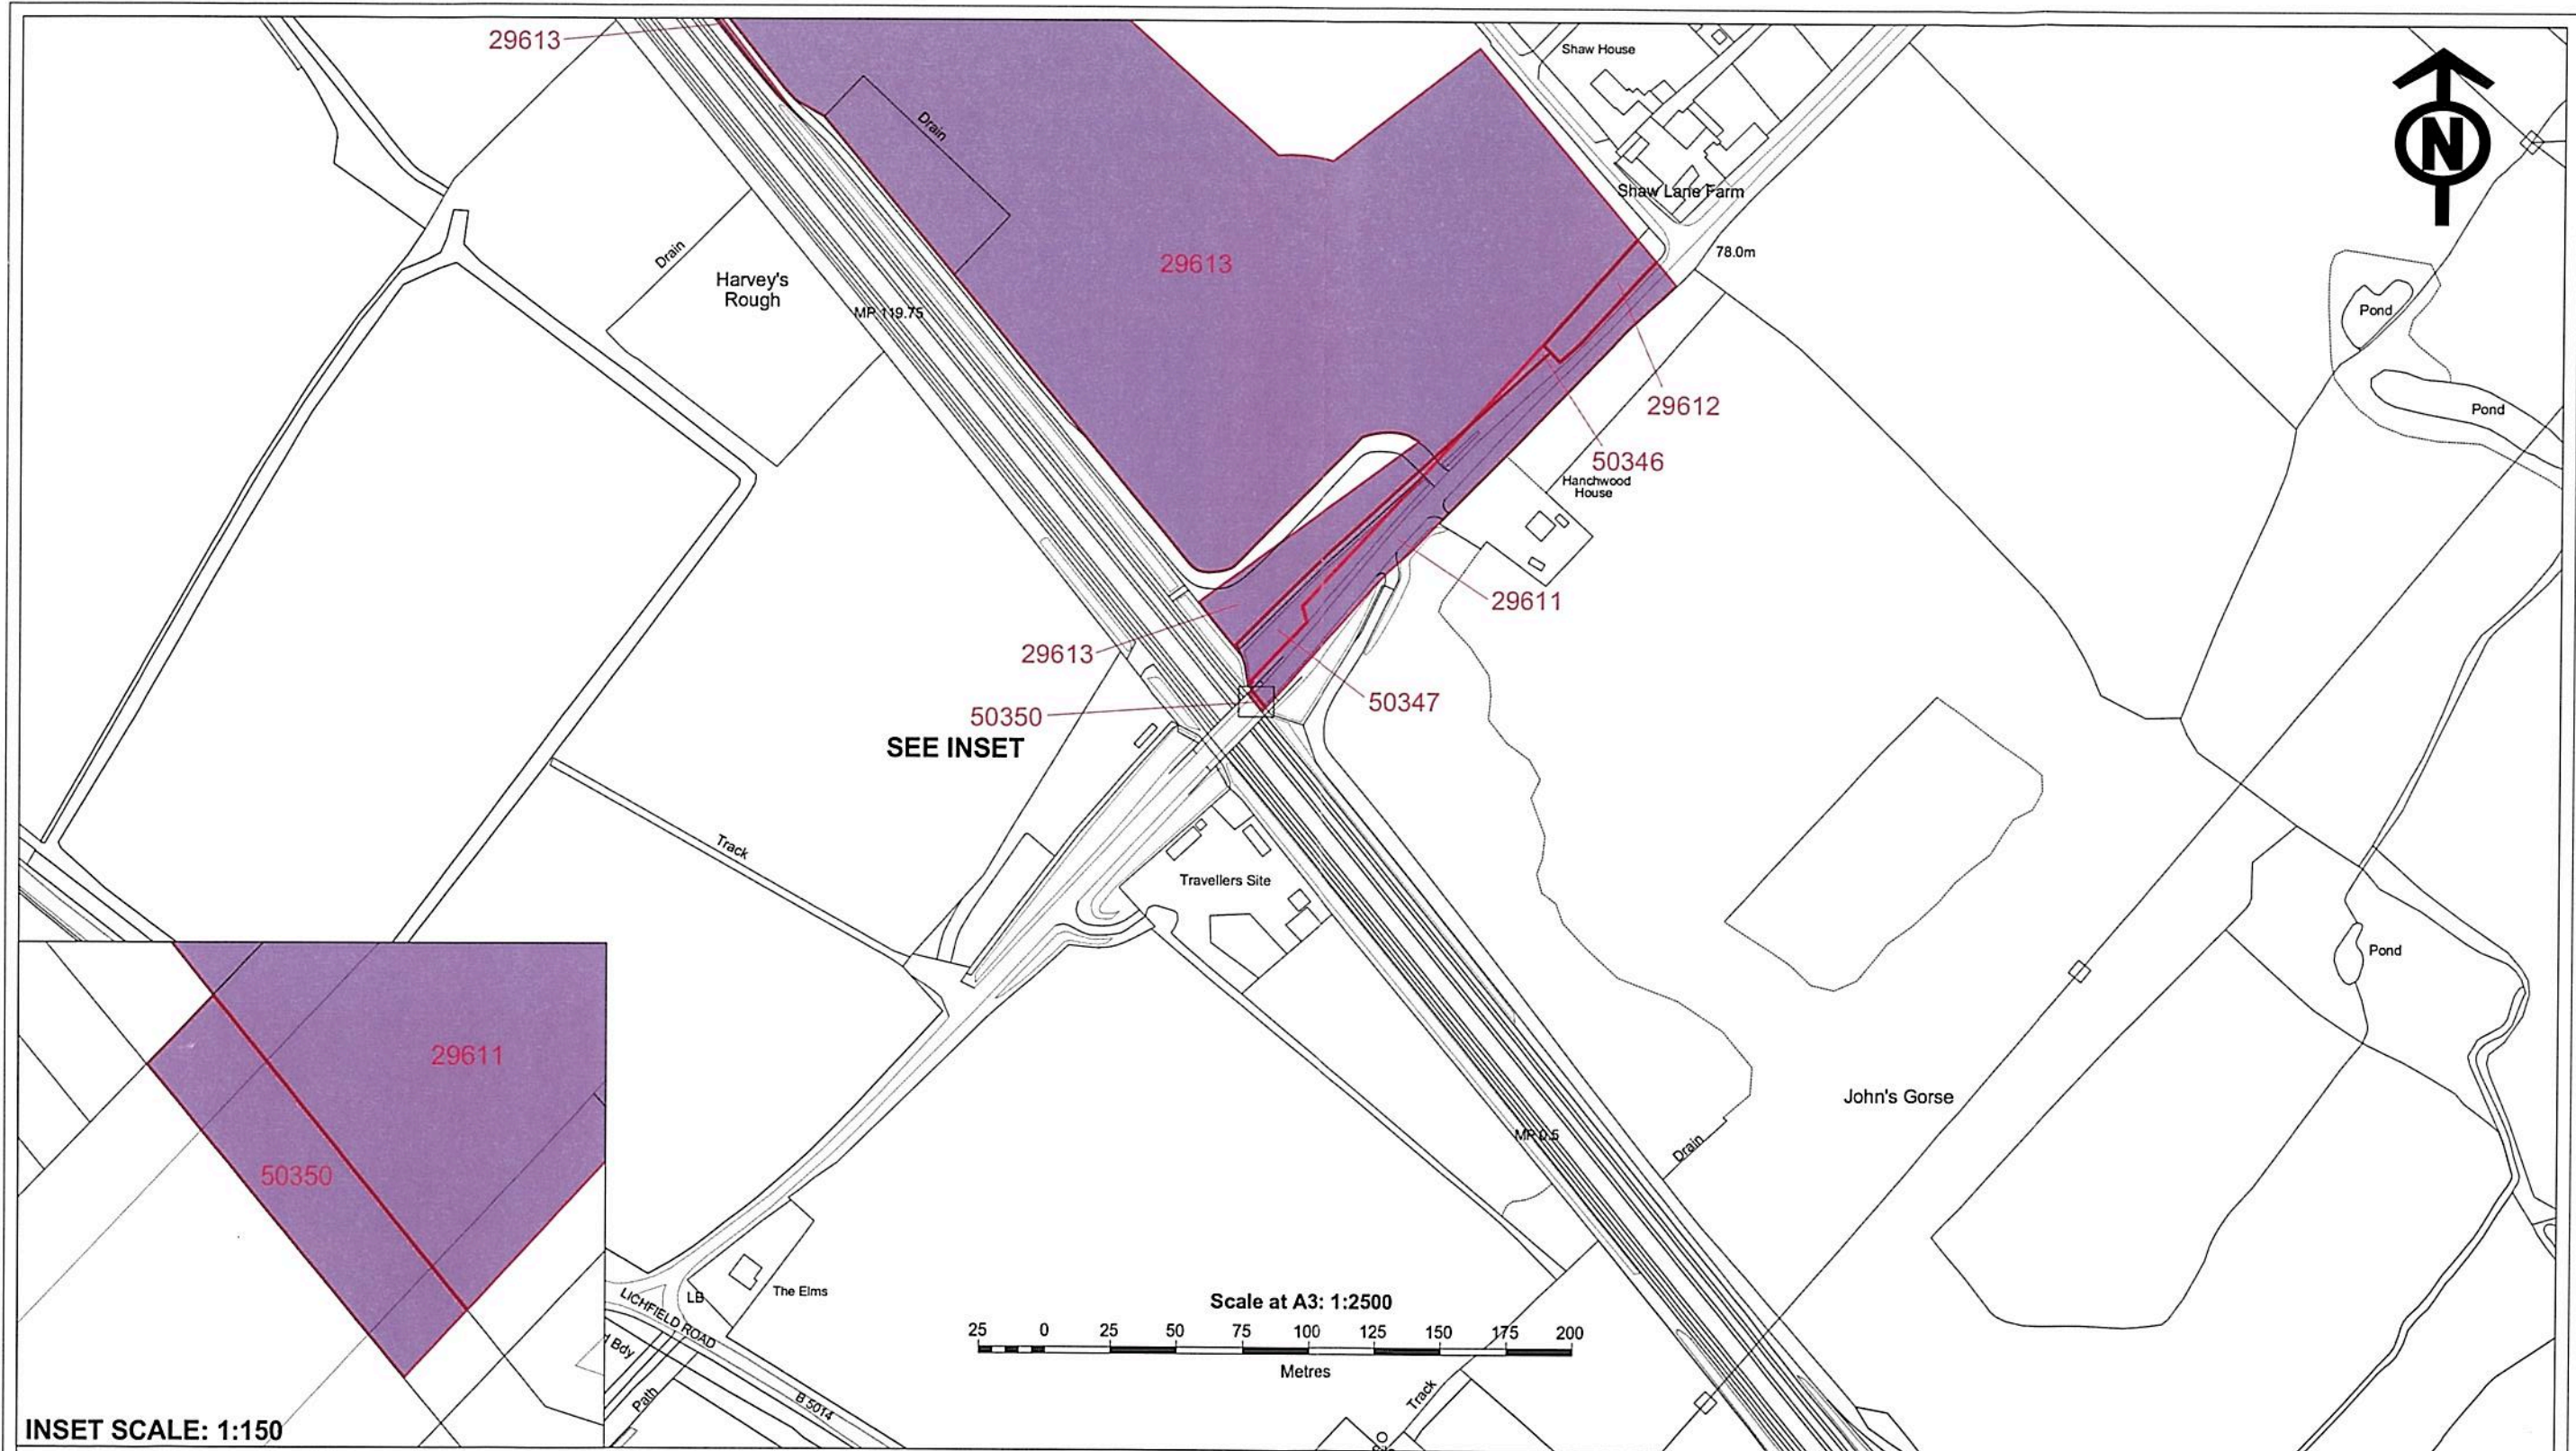 29613
Shaw House
N
Drain
Shaw Lane Farm
78.0m
29613
Drain
Harvey's
Rough
MP 119.75
Pond
29612
Pond
50346
Hanchwood
House
29611
29613
50347
50350
SEE INSET
Track
Travellers Site
Pond
29611
50350
John's Gorse
MP 0.5
Drain
The Elms
LB
LICHFIELD ROAD
Bdy
Path
B 5014
Scale at A3: 1:2500
25 0 25 50 75 100 125 150 175 200
Metres
Track
INSET SCALE: 1:150